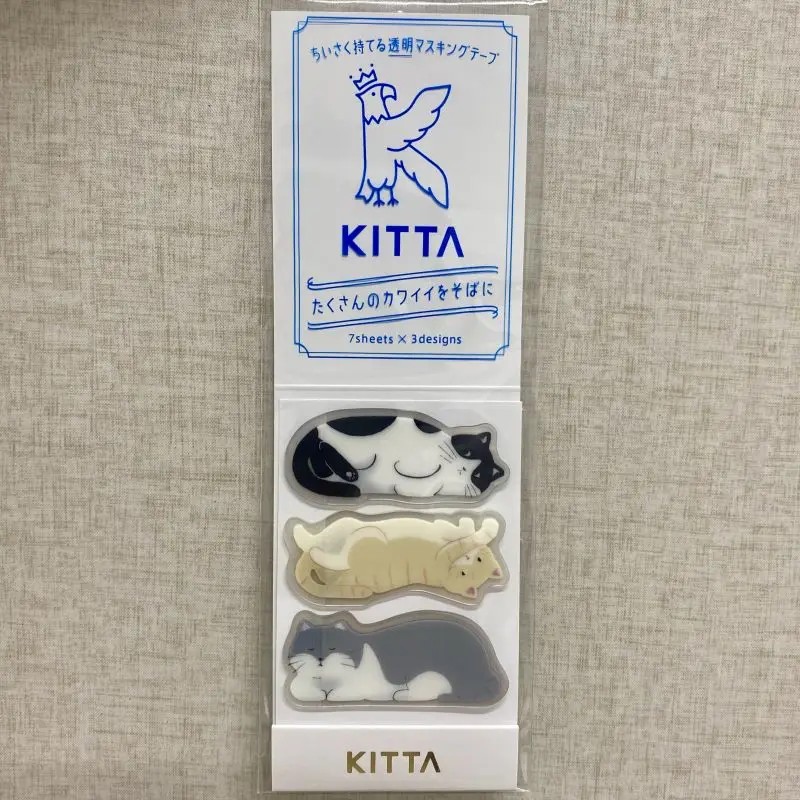 ちいさく持てる透明マスキングテープ
KITTA
たくさんのカワイイをそばに
7sheets × 3designs
KITTA